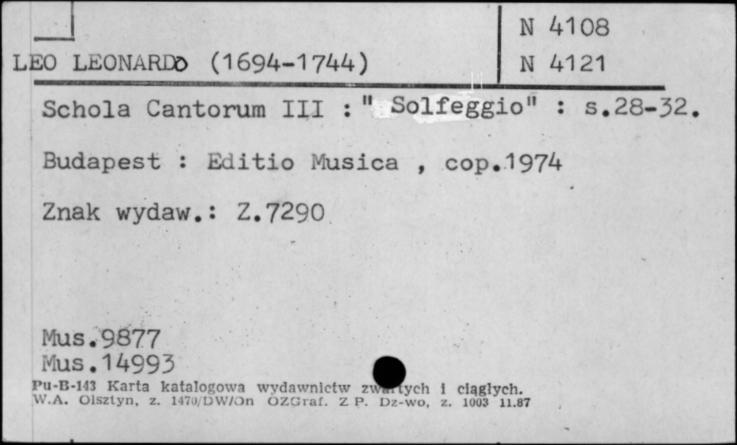 N 4108
LEO LEONARDO (1694-1744)
N 4121
Schola Cantorum III : " Solfeggio" : s.28-32.
Budapest : Editio Musica , cop.1974
Znak wydaw.: Z.7290
Mus.9877
Mus.14993
Pu-B-143 Karta katalogowa wydawnictw zwartych i ciągłych.
W.A. Olsztyn, z. 1470/DW/On OZGraf. Z P. Dz-wo, z. 1003 11.87